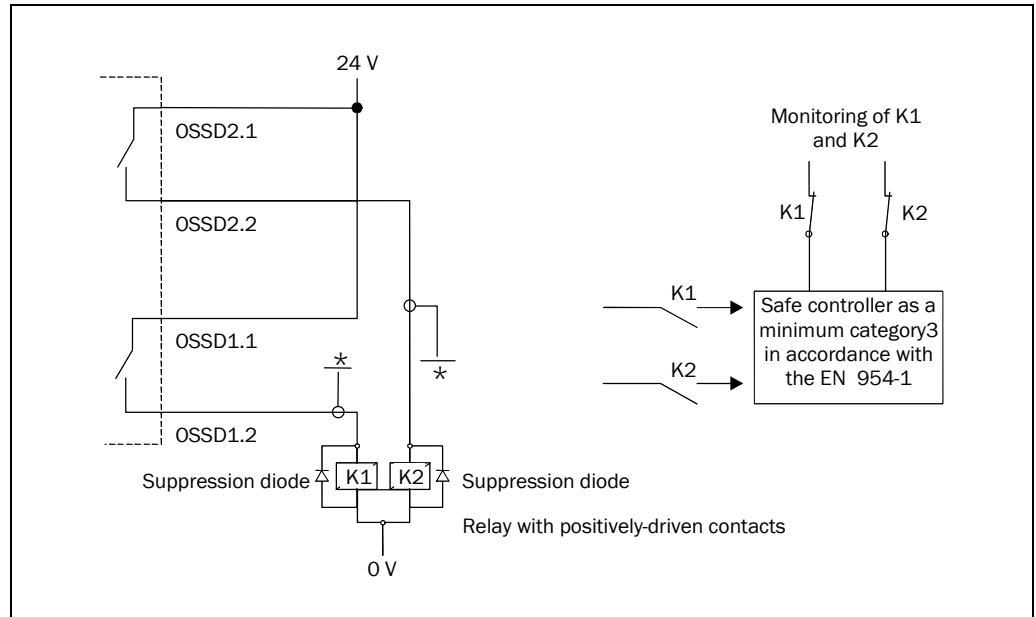 24 V
OSSD2.1
OSSD2.2
OSSD1.1
*
*
OSSD1.2
Suppression diode
K1
K2
Suppression diode
Relay with positively-driven contacts
0 V
Monitoring of K1
and K2
K1
K2
K1
K2
Safe controller as a
minimum category3
in accordance with
the EN 954-1